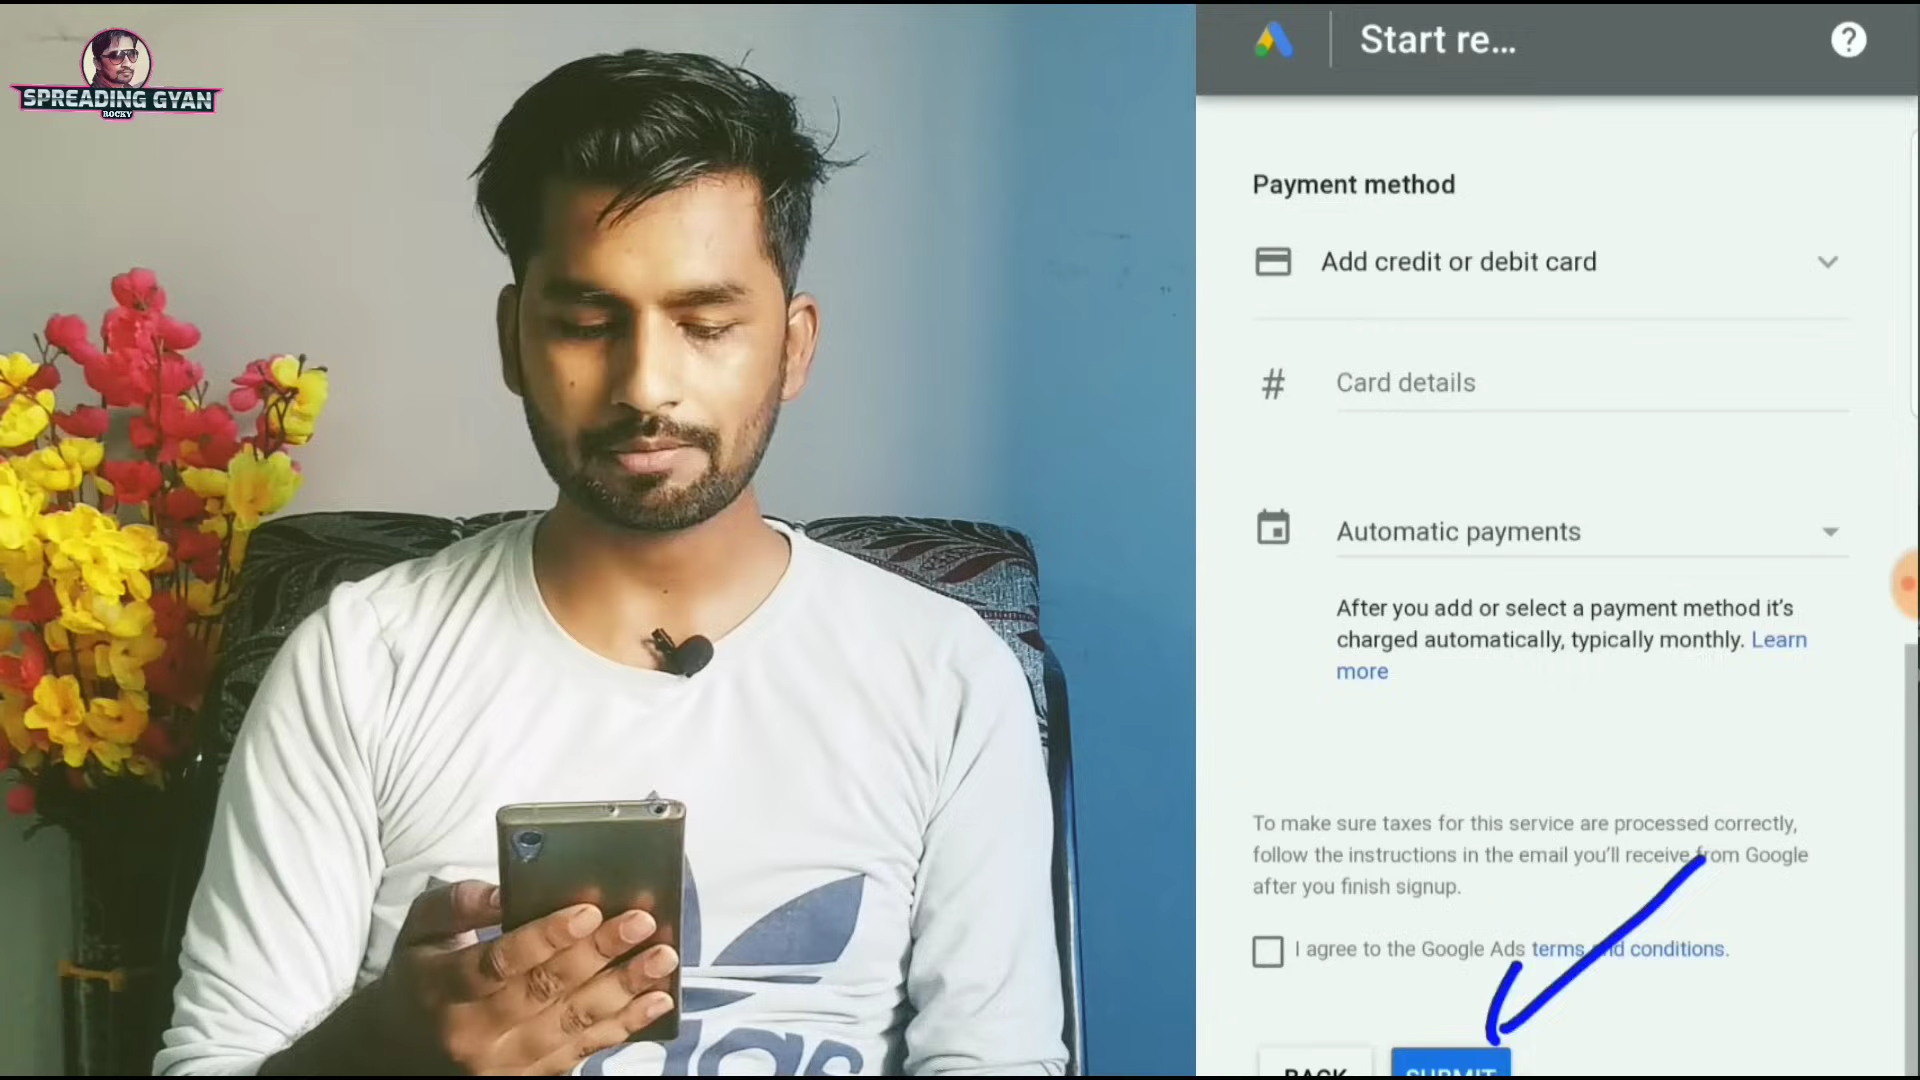 SPREADING GYAN
ROCKY
Start re...
Payment method
Add credit or debit card
# Card details
Automatic payments
After you add or select a payment method it's
charged automatically, typically monthly. Learn
more
To make sure taxes for this service are processed correctly,
follow the instructions in the email you'll receive from Google
after you finish signup.
I agree to the Google Ads terms and conditions.
BACK SUBMIT